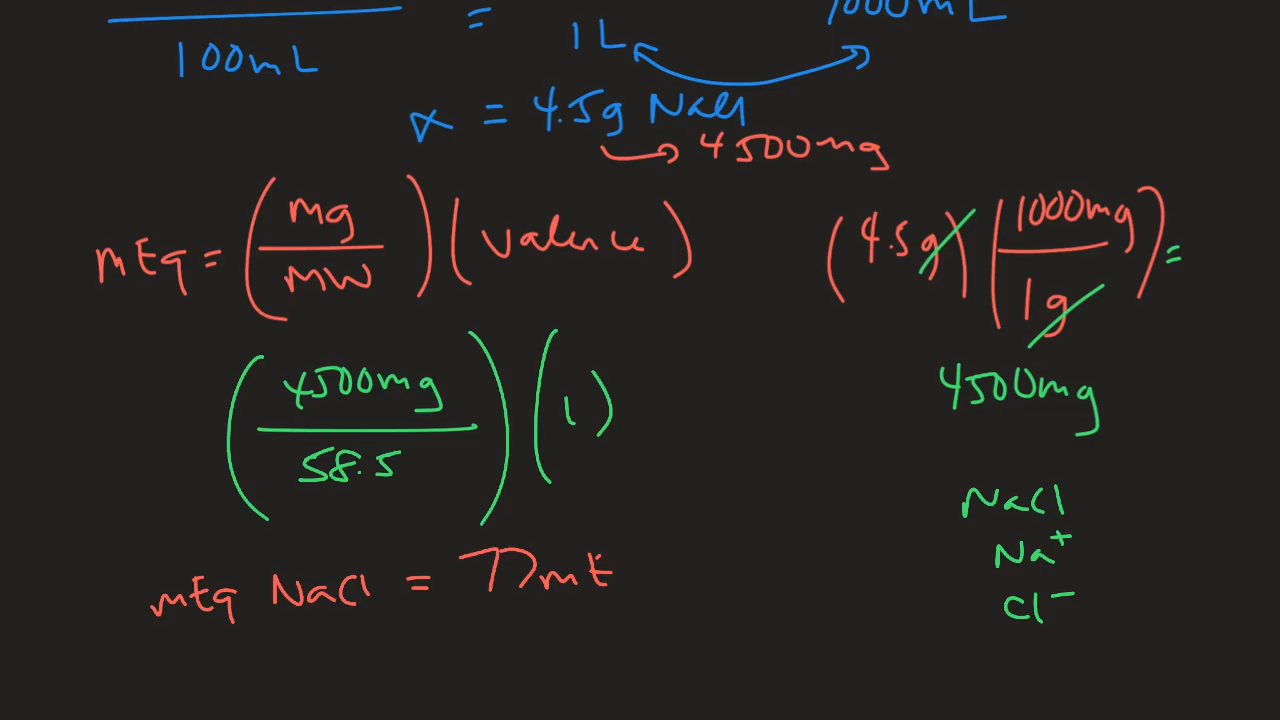 100mL = 1L 1000mL
x = 4.5g NaCl
→ 4500mg
mEq = (mg/MW)(valence)
(4.5g)(1000mg/1g) =
4500mg
(4500mg/58.5)(1)
NaCl
Na+
Cl-
mEq NaCl = 77mE